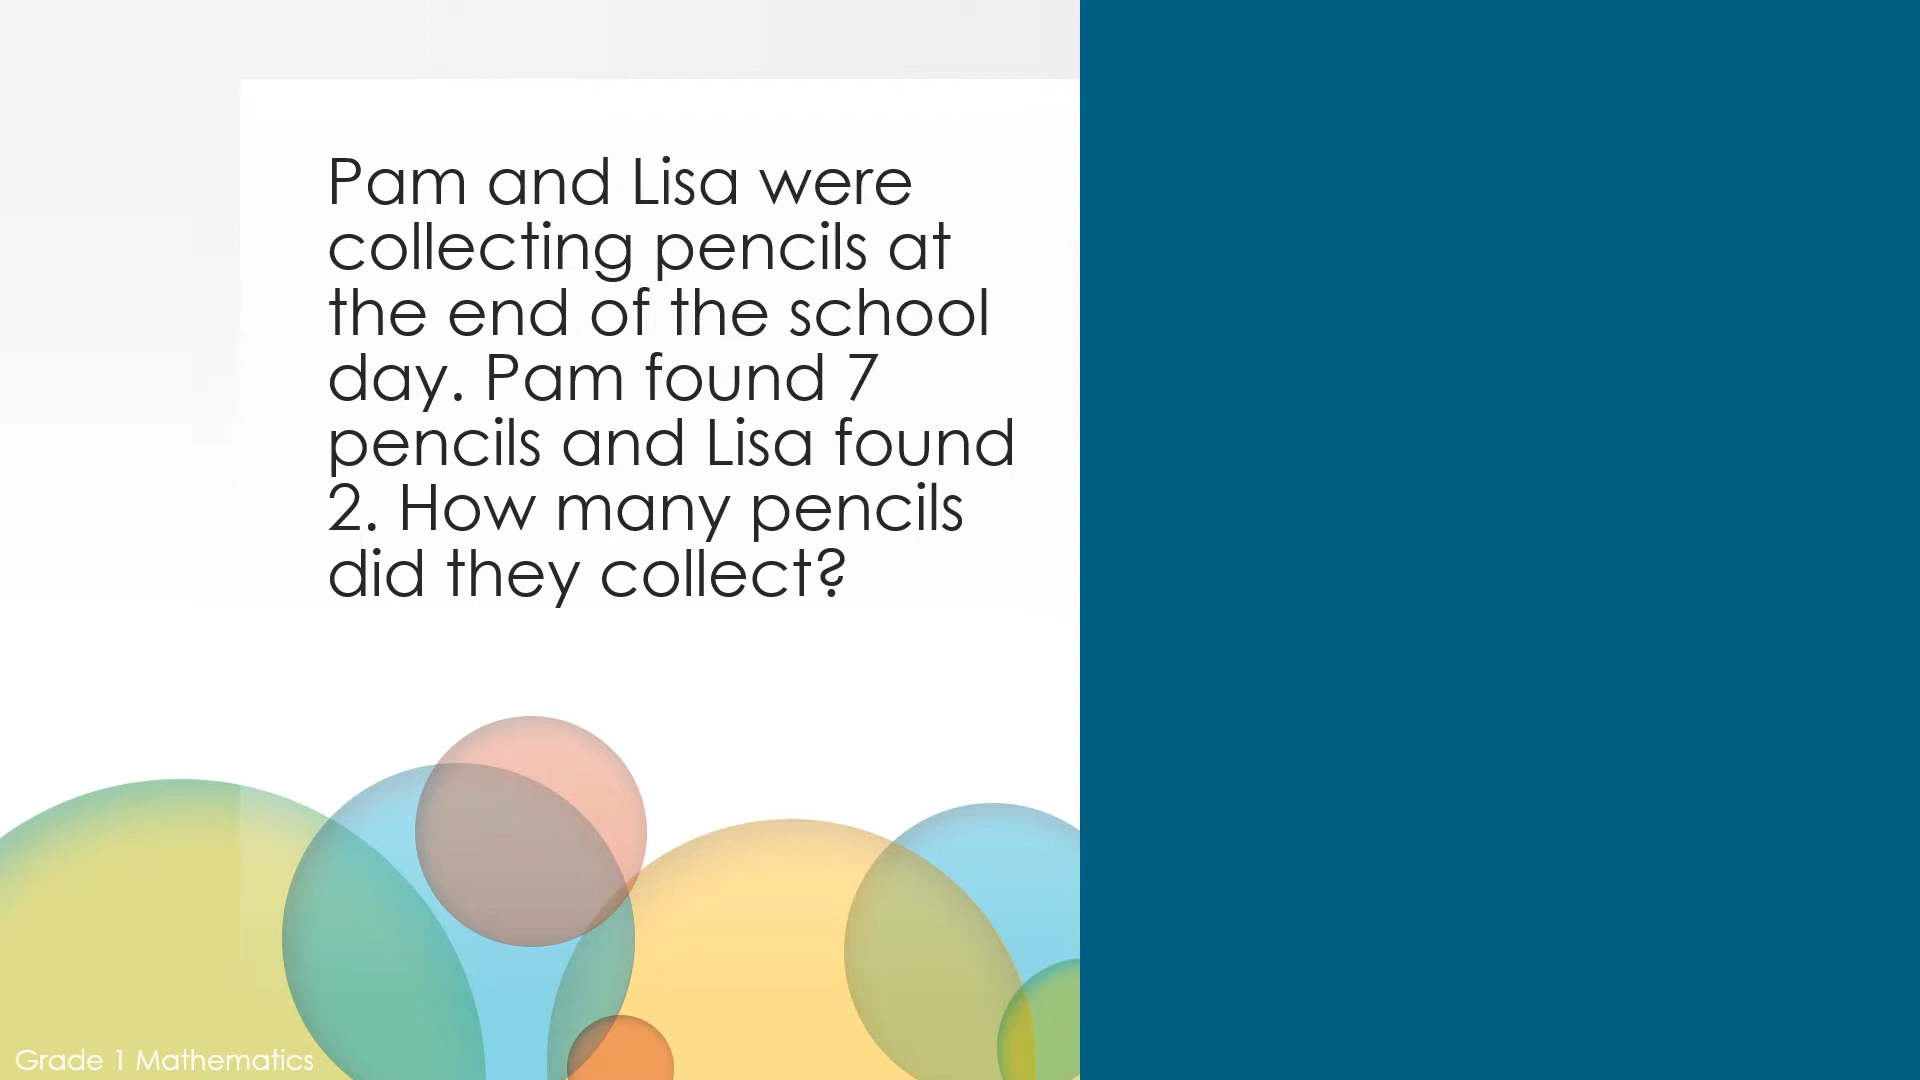 Pam and Lisa were
collecting pencils at
the end of the school
day. Pam found 7
pencils and Lisa found
2. How many pencils
did they collect?
Grade 1 Mathematics